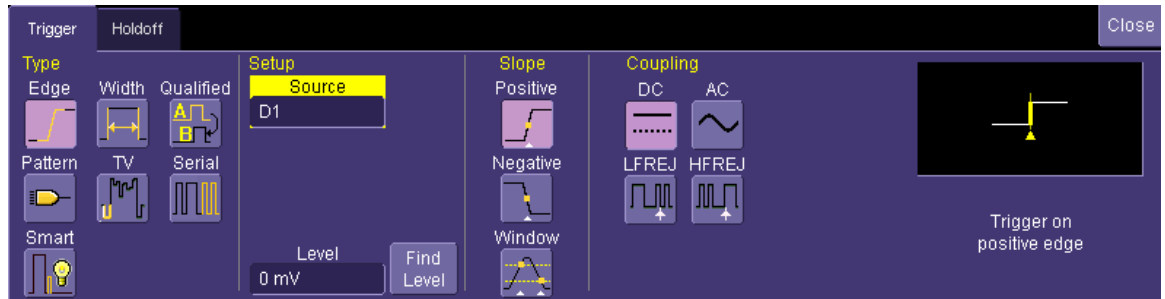 Trigger Holdoff Close
Type
Edge Width Qualified
A
B
Pattern TV Serial
U
Smart
Setup
Source
D1
Level
0 mV
Find
Level
Slope
Positive
Negative
Window
Coupling
DC AC
LFREJ HFREJ
Trigger on
positive edge